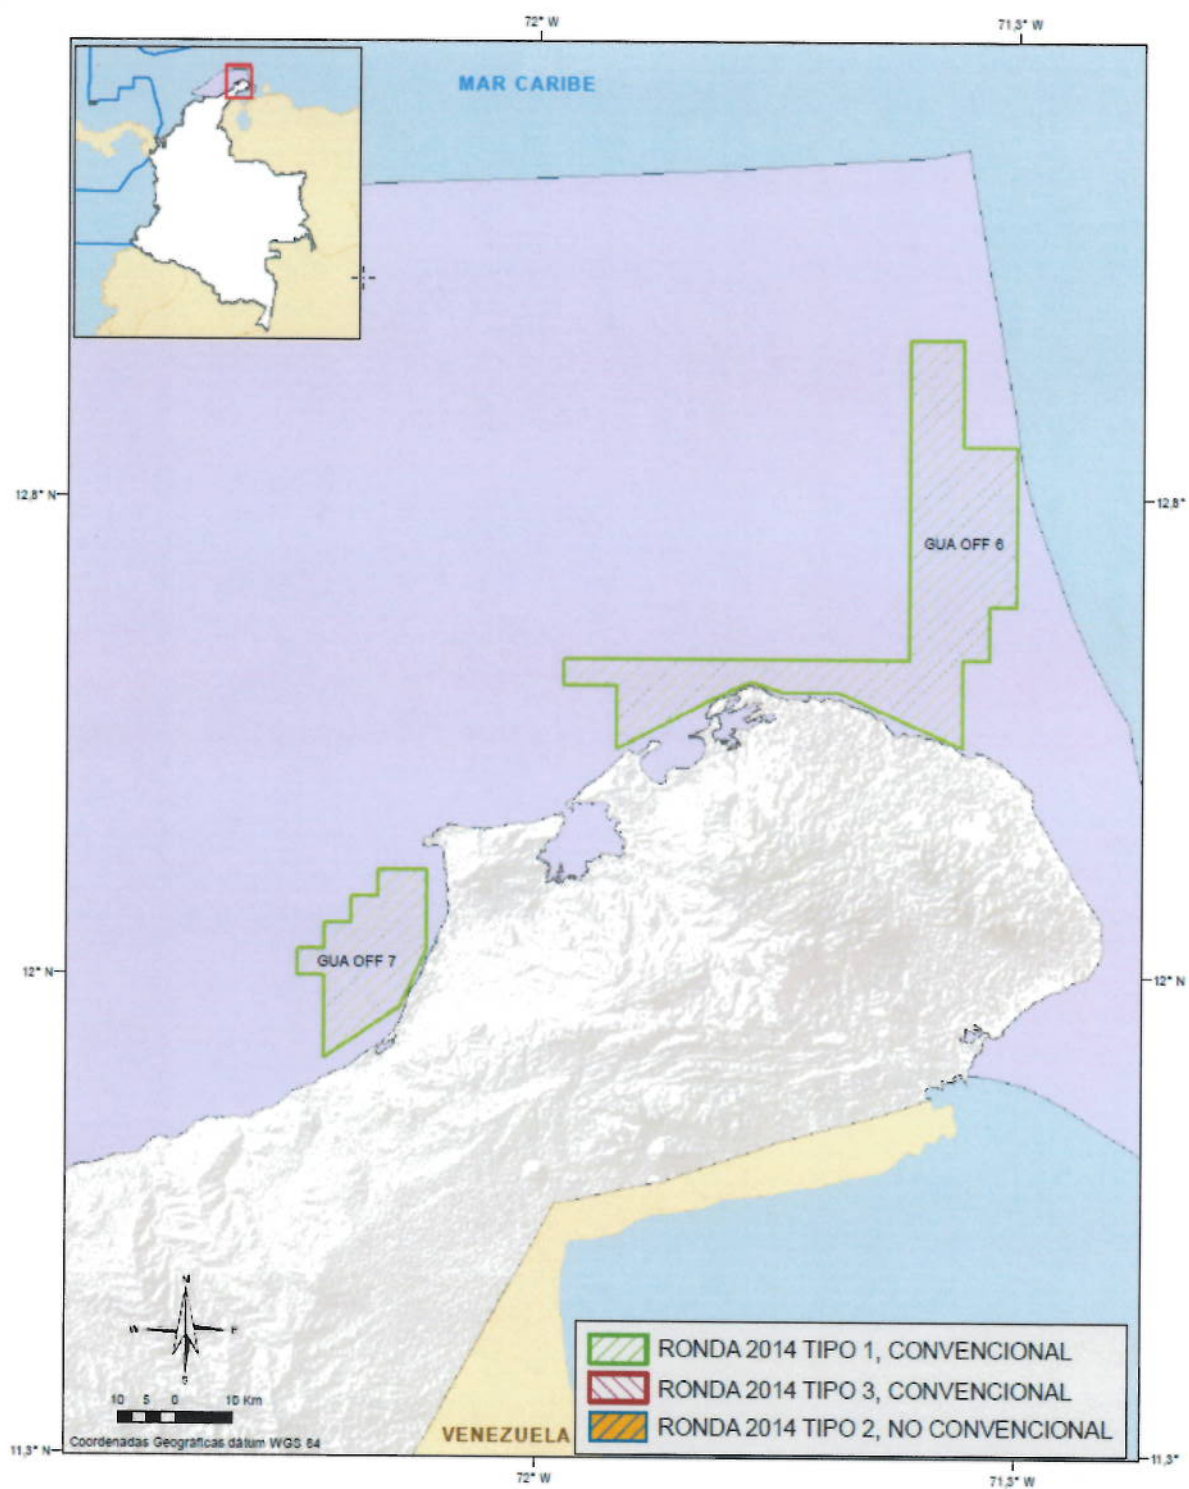 72° W
71,3° W
MAR CARIBE
12,8° N
12,8°
GUA OFF 6
GUA OFF 7
12° N
12° N
N
W
E
S
10 5 0 10 Km
Coordenadas Geográficas dátum WGS 84
VENEZUELA
RONDA 2014 TIPO 1, CONVENCIONAL
RONDA 2014 TIPO 3, CONVENCIONAL
RONDA 2014 TIPO 2, NO CONVENCIONAL
11,3° N
11,3°
72° W
71,3° W